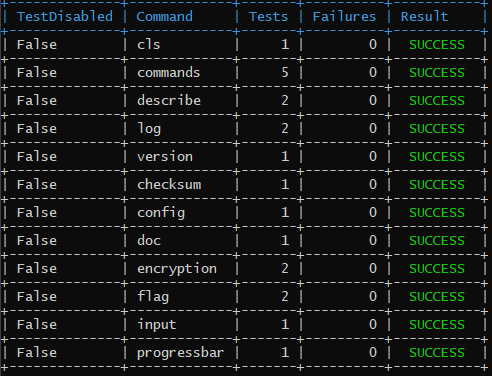 | TestDisabled | Command | Tests | Failures | Result |
| False | cls | 1 | 0 | SUCCESS |
| False | commands | 5 | 0 | SUCCESS |
| False | describe | 2 | 0 | SUCCESS |
| False | log | 2 | 0 | SUCCESS |
| False | version | 1 | 0 | SUCCESS |
| False | checksum | 1 | 0 | SUCCESS |
| False | config | 1 | 0 | SUCCESS |
| False | doc | 1 | 0 | SUCCESS |
| False | encryption | 2 | 0 | SUCCESS |
| False | flag | 2 | 0 | SUCCESS |
| False | input | 1 | 0 | SUCCESS |
| False | progressbar | 1 | 0 | SUCCESS |